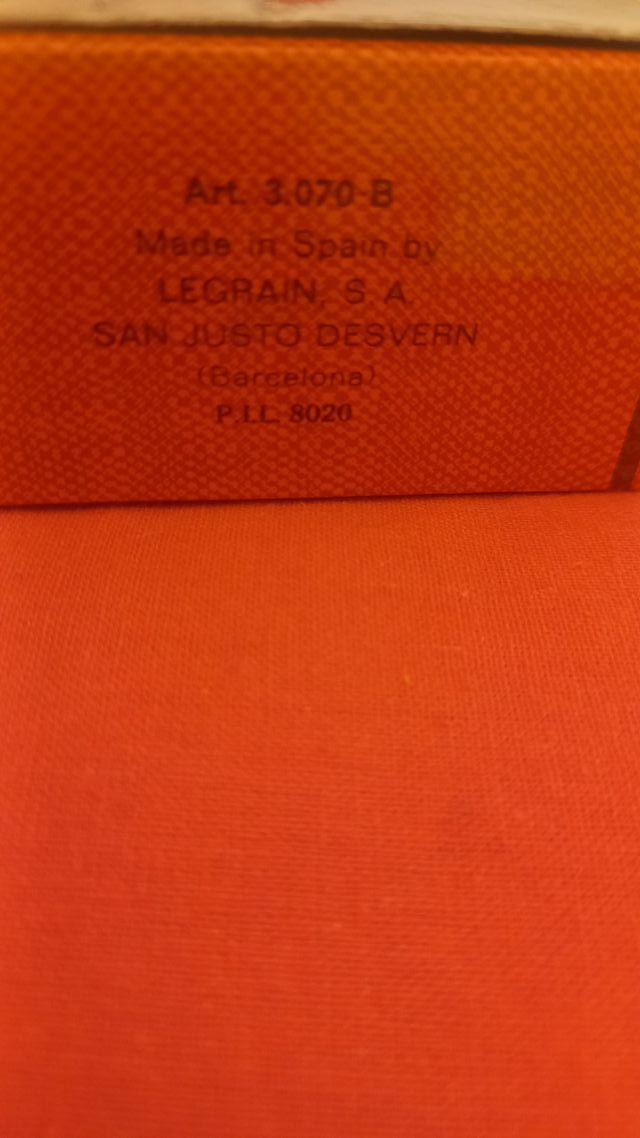 Art. 3.070-B
Made in Spain by
LEGRAIN, S A.
SAN JUSTO DESVERN
(Barcelona)
P.I.L. 8020